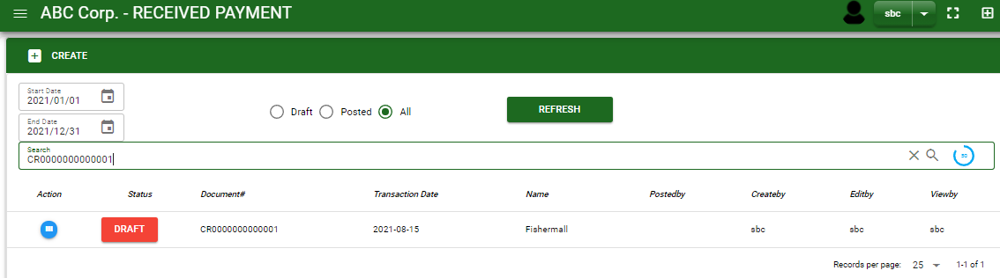 ABC Corp. - RECEIVED PAYMENT
sbc
CREATE
Start Date
2021/01/01
End Date
2021/12/31
Draft Posted All
REFRESH
Search
CR0000000000001
50
Action Status Document# Transaction Date Name Postedby Createby Editby Viewby
DRAFT CR0000000000001 2021-08-15 Fishermall sbc sbc sbc
Records per page: 25 1-1 of 1